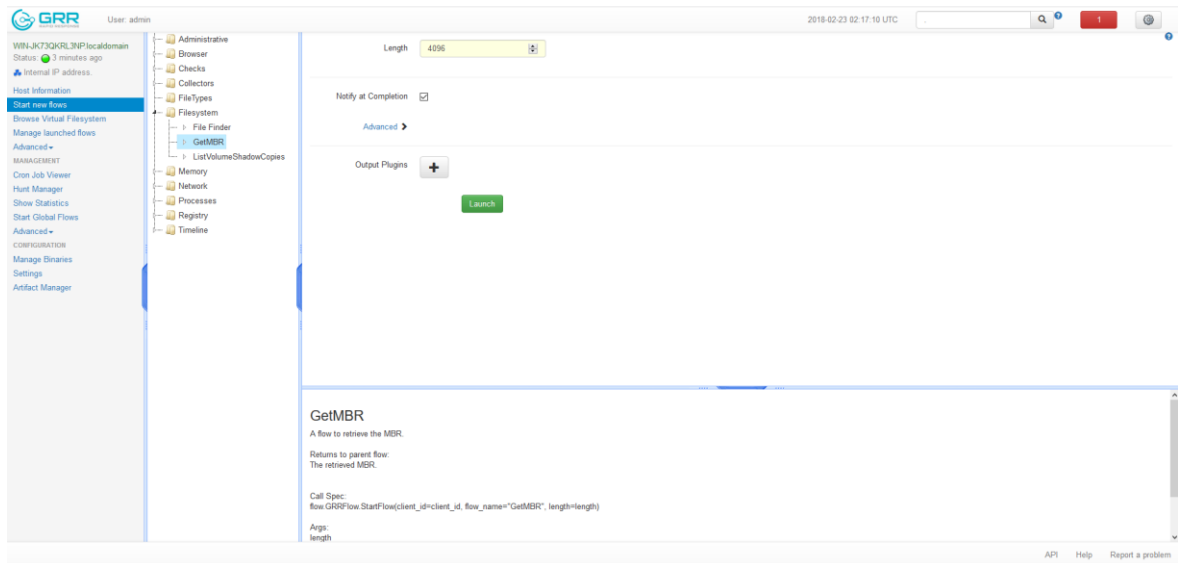 GRR
User: admin
2018-02-23 02:17:10 UTC
1
WIN-JK73QKRL3NP.localdomain
Status: 3 minutes ago
Internal IP address.
Host Information
Start new flows
Browse Virtual Filesystem
Manage launched flows
Advanced
MANAGEMENT
Cron Job Viewer
Hunt Manager
Show Statistics
Start Global Flows
Advanced
CONFIGURATION
Manage Binaries
Settings
Artifact Manager
Administrative
Browser
Checks
Collectors
FileTypes
Filesystem
File Finder
GetMBR
ListVolumeShadowCopies
Memory
Network
Processes
Registry
Timeline
Length 4096
Notify at Completion
Advanced
Output Plugins
Launch
GetMBR
A flow to retrieve the MBR.
Returns to parent flow:
The retrieved MBR.
Call Spec:
flow.GRRFlow.StartFlow(client_id=client_id, flow_name="GetMBR", length=length)
Args:
length
API Help Report a problem